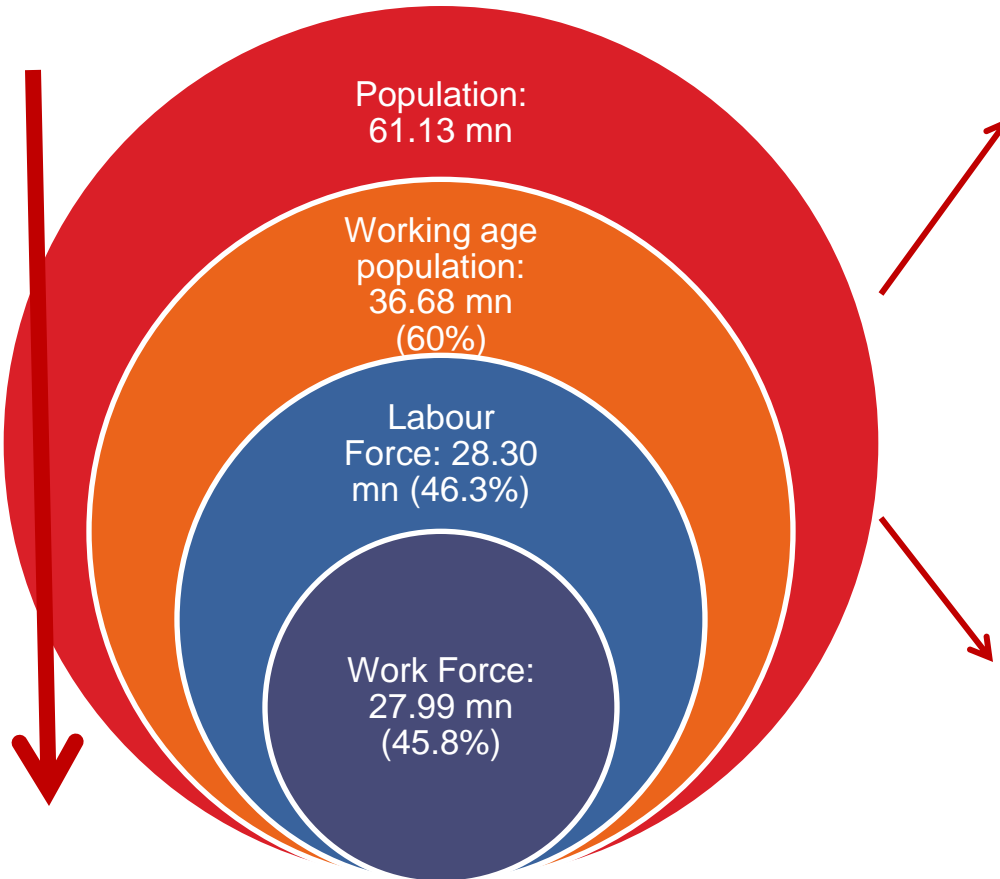 Population:
61.13 mn
Working age
population:
36.68 mn
(60%)
Labour
Force: 28.30
mn (46.3%)
Work Force:
27.99 mn
(45.8%)